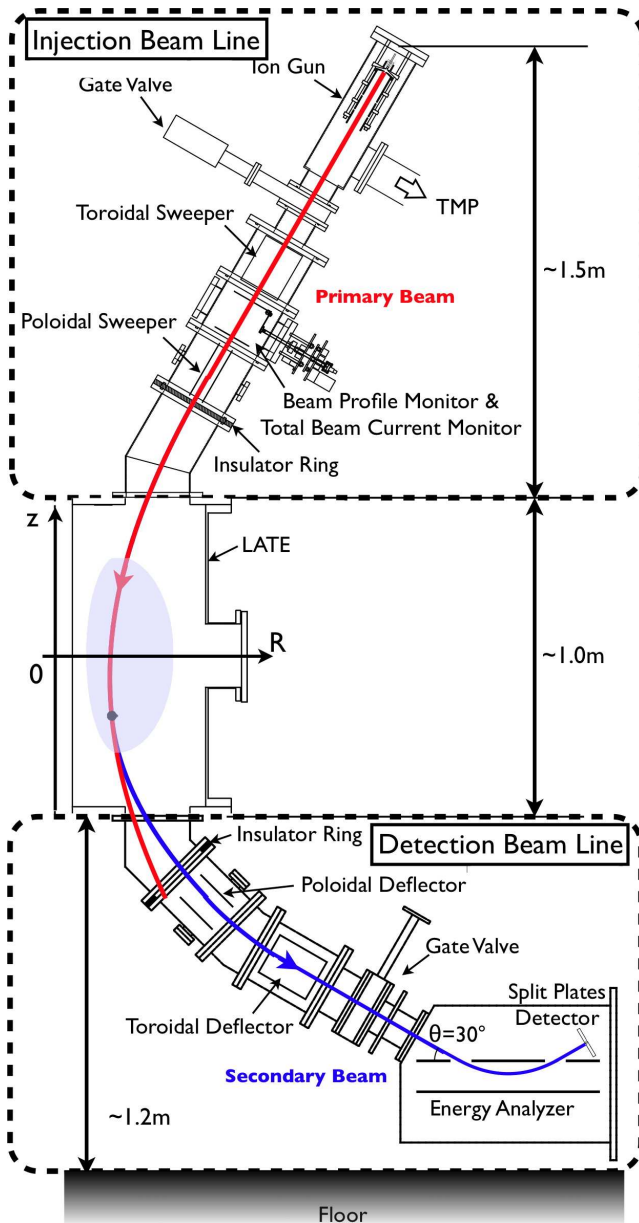 Injection Beam Line
Ion Gun
Gate Valve
TMP
Toroidal Sweeper
~1.5m
Primary Beam
Poloidal Sweeper
Beam Profile Monitor &
Total Beam Current Monitor
Insulator Ring
z
LATE
R
0
~1.0m
Insulator Ring
Detection Beam Line
Poloidal Deflector
Gate Valve
Split Plates
Detector
Toroidal Deflector
θ=30°
Secondary Beam
Energy Analyzer
~1.2m
Floor